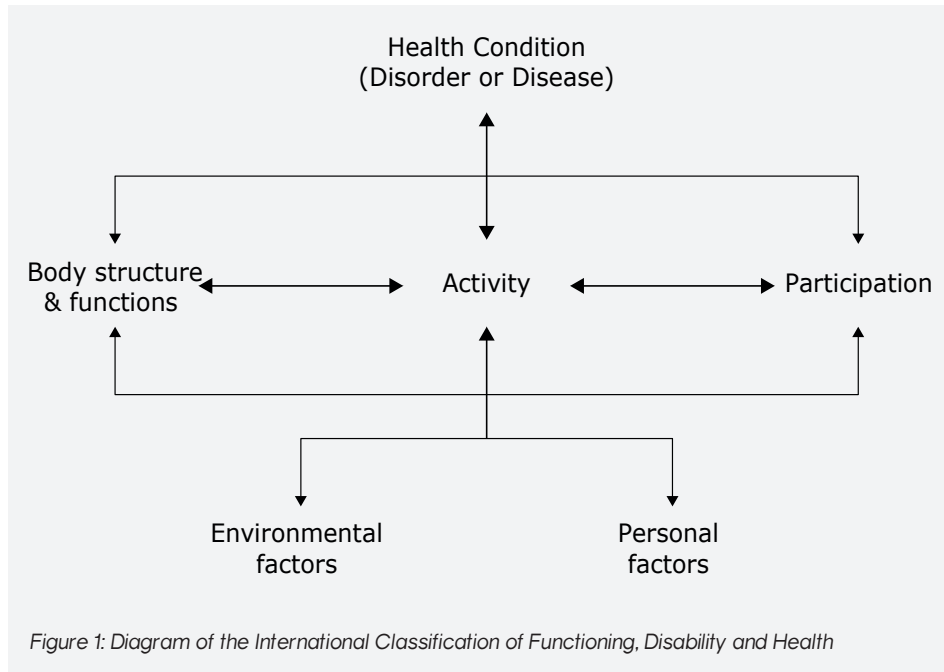 Health Condition
(Disorder or Disease)
Body structure
& functions
Activity
Participation
Environmental
factors
Personal
factors
Figure 1: Diagram of the International Classification of Functioning, Disability and Health